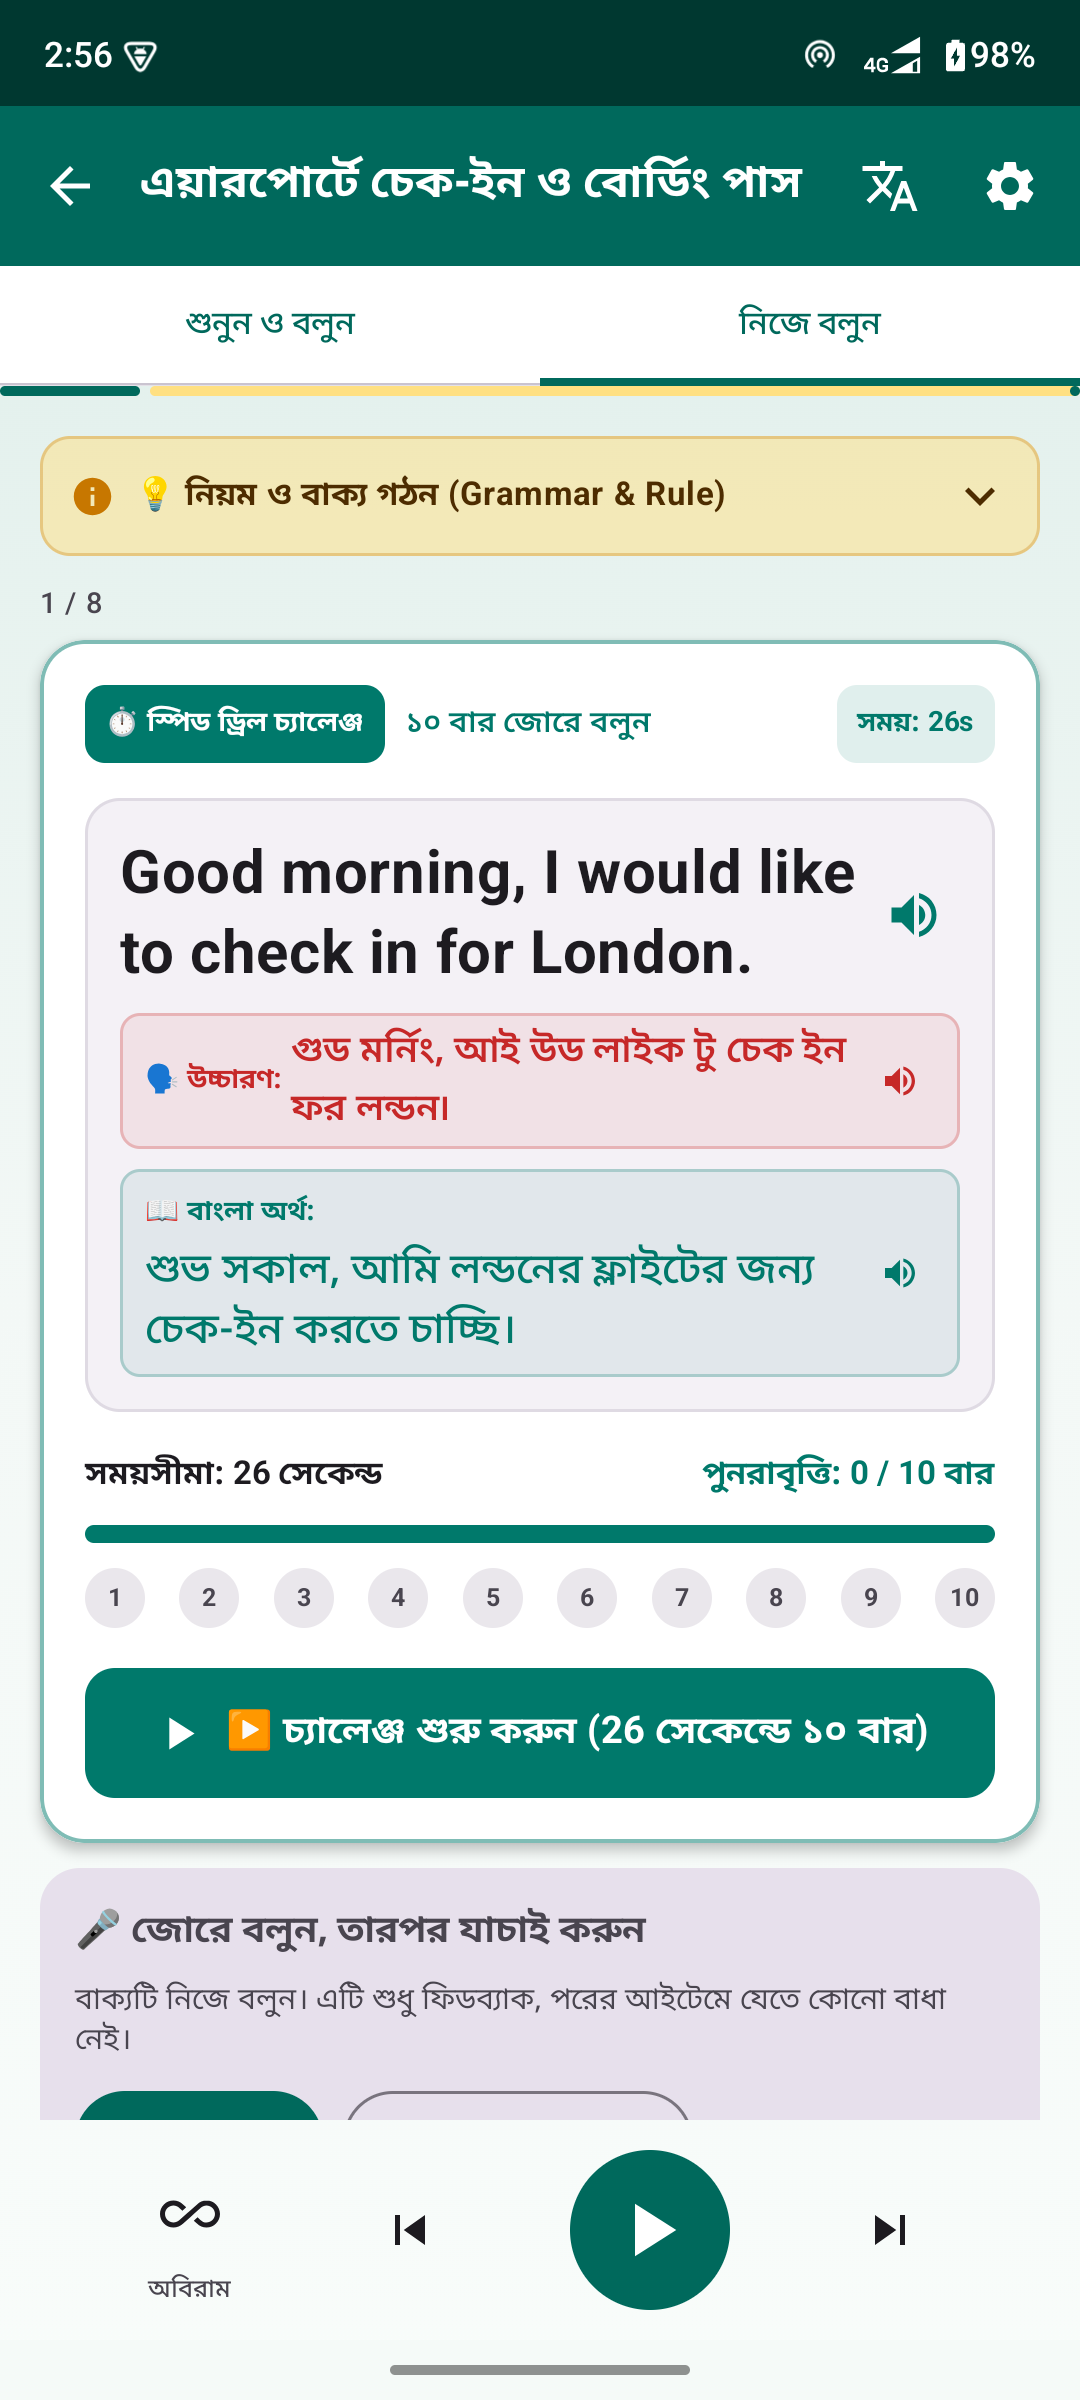 2:56
4G 98%
এয়ারপোর্টে চেক-ইন ও বোর্ডিং পাস
শুনুন ও বলুন
নিজে বলুন
💡 নিয়ম ও বাক্য গঠন (Grammar & Rule)
1 / 8
⏱️ স্পিড ড্রিল চ্যালেঞ্জ
১০ বার জোরে বলুন
সময়: 26s
Good morning, I would like
to check in for London.
🗣️ উচ্চারণ:
গুড মর্নিং, আই উড লাইক টু চেক ইন
ফর লন্ডন।
📖 বাংলা অর্থ:
শুভ সকাল, আমি লন্ডনের ফ্লাইটের জন্য
চেক-ইন করতে চাচ্ছি।
সময়সীমা: 26 সেকেন্ড
পুনরাবৃত্তি: 0 / 10 বার
1 2 3 4 5 6 7 8 9 10
▶️ চ্যালেঞ্জ শুরু করুন (26 সেকেন্ডে ১০ বার)
🎤 জোরে বলুন, তারপর যাচাই করুন
বাক্যটি নিজে বলুন। এটি শুধু ফিডব্যাক, পরের আইটেমে যেতে কোনো বাধা
নেই।
অবিরাম